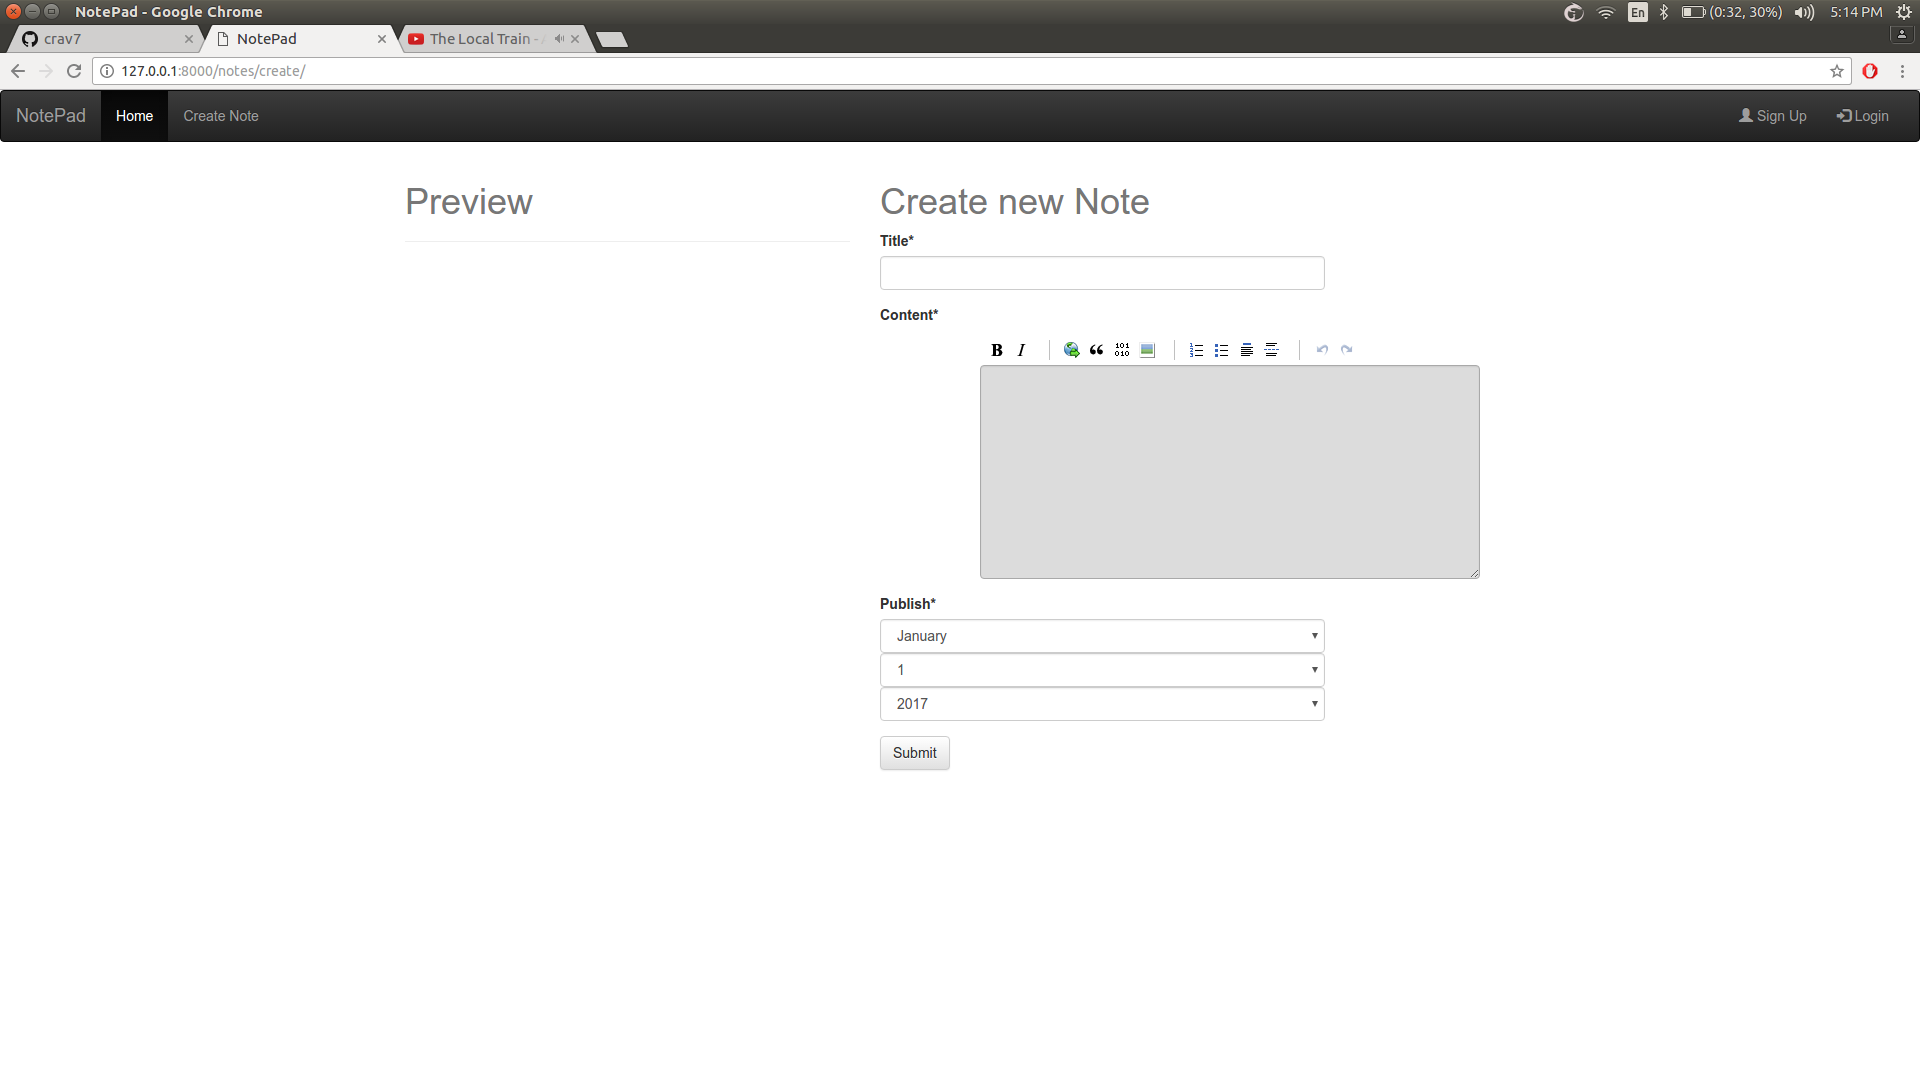 NotePad - Google Chrome
En (0:32, 30%) 5:14 PM
crav7 NotePad The Local Train -
127.0.0.1:8000/notes/create/
NotePad Home Create Note Sign Up Login
Preview
Create new Note
Title*
Content*
B I 101 010
Publish*
January
1
2017
Submit